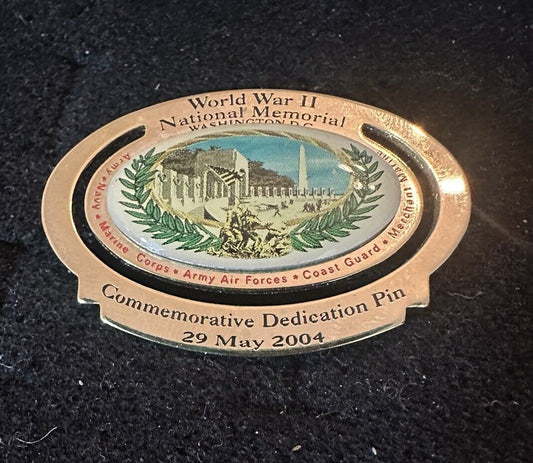 World War II
National Memorial
WASHINGTON D.C.
Army • Navy • Marine Corps • Army Air Forces • Coast Guard • Merchant
Commemorative Dedication Pin
29 May 2004